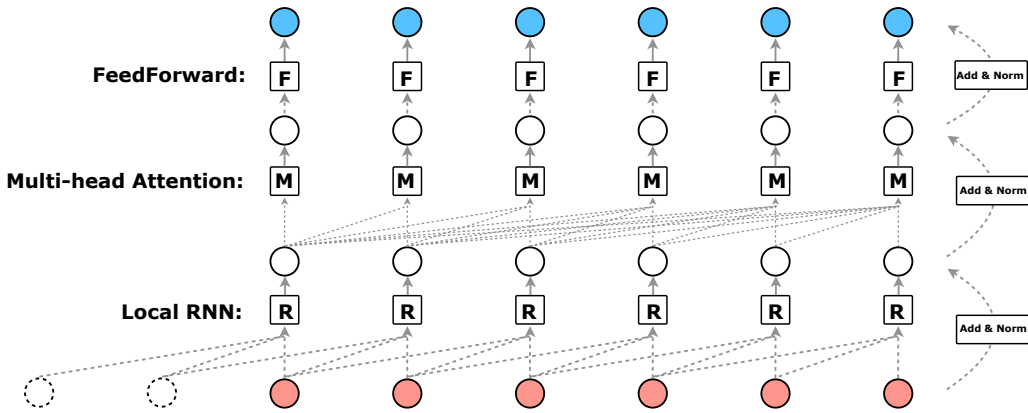 FeedForward: F F F F F F Add & Norm
Multi-head Attention: M M M M M M Add & Norm
Local RNN: R R R R R R Add & Norm